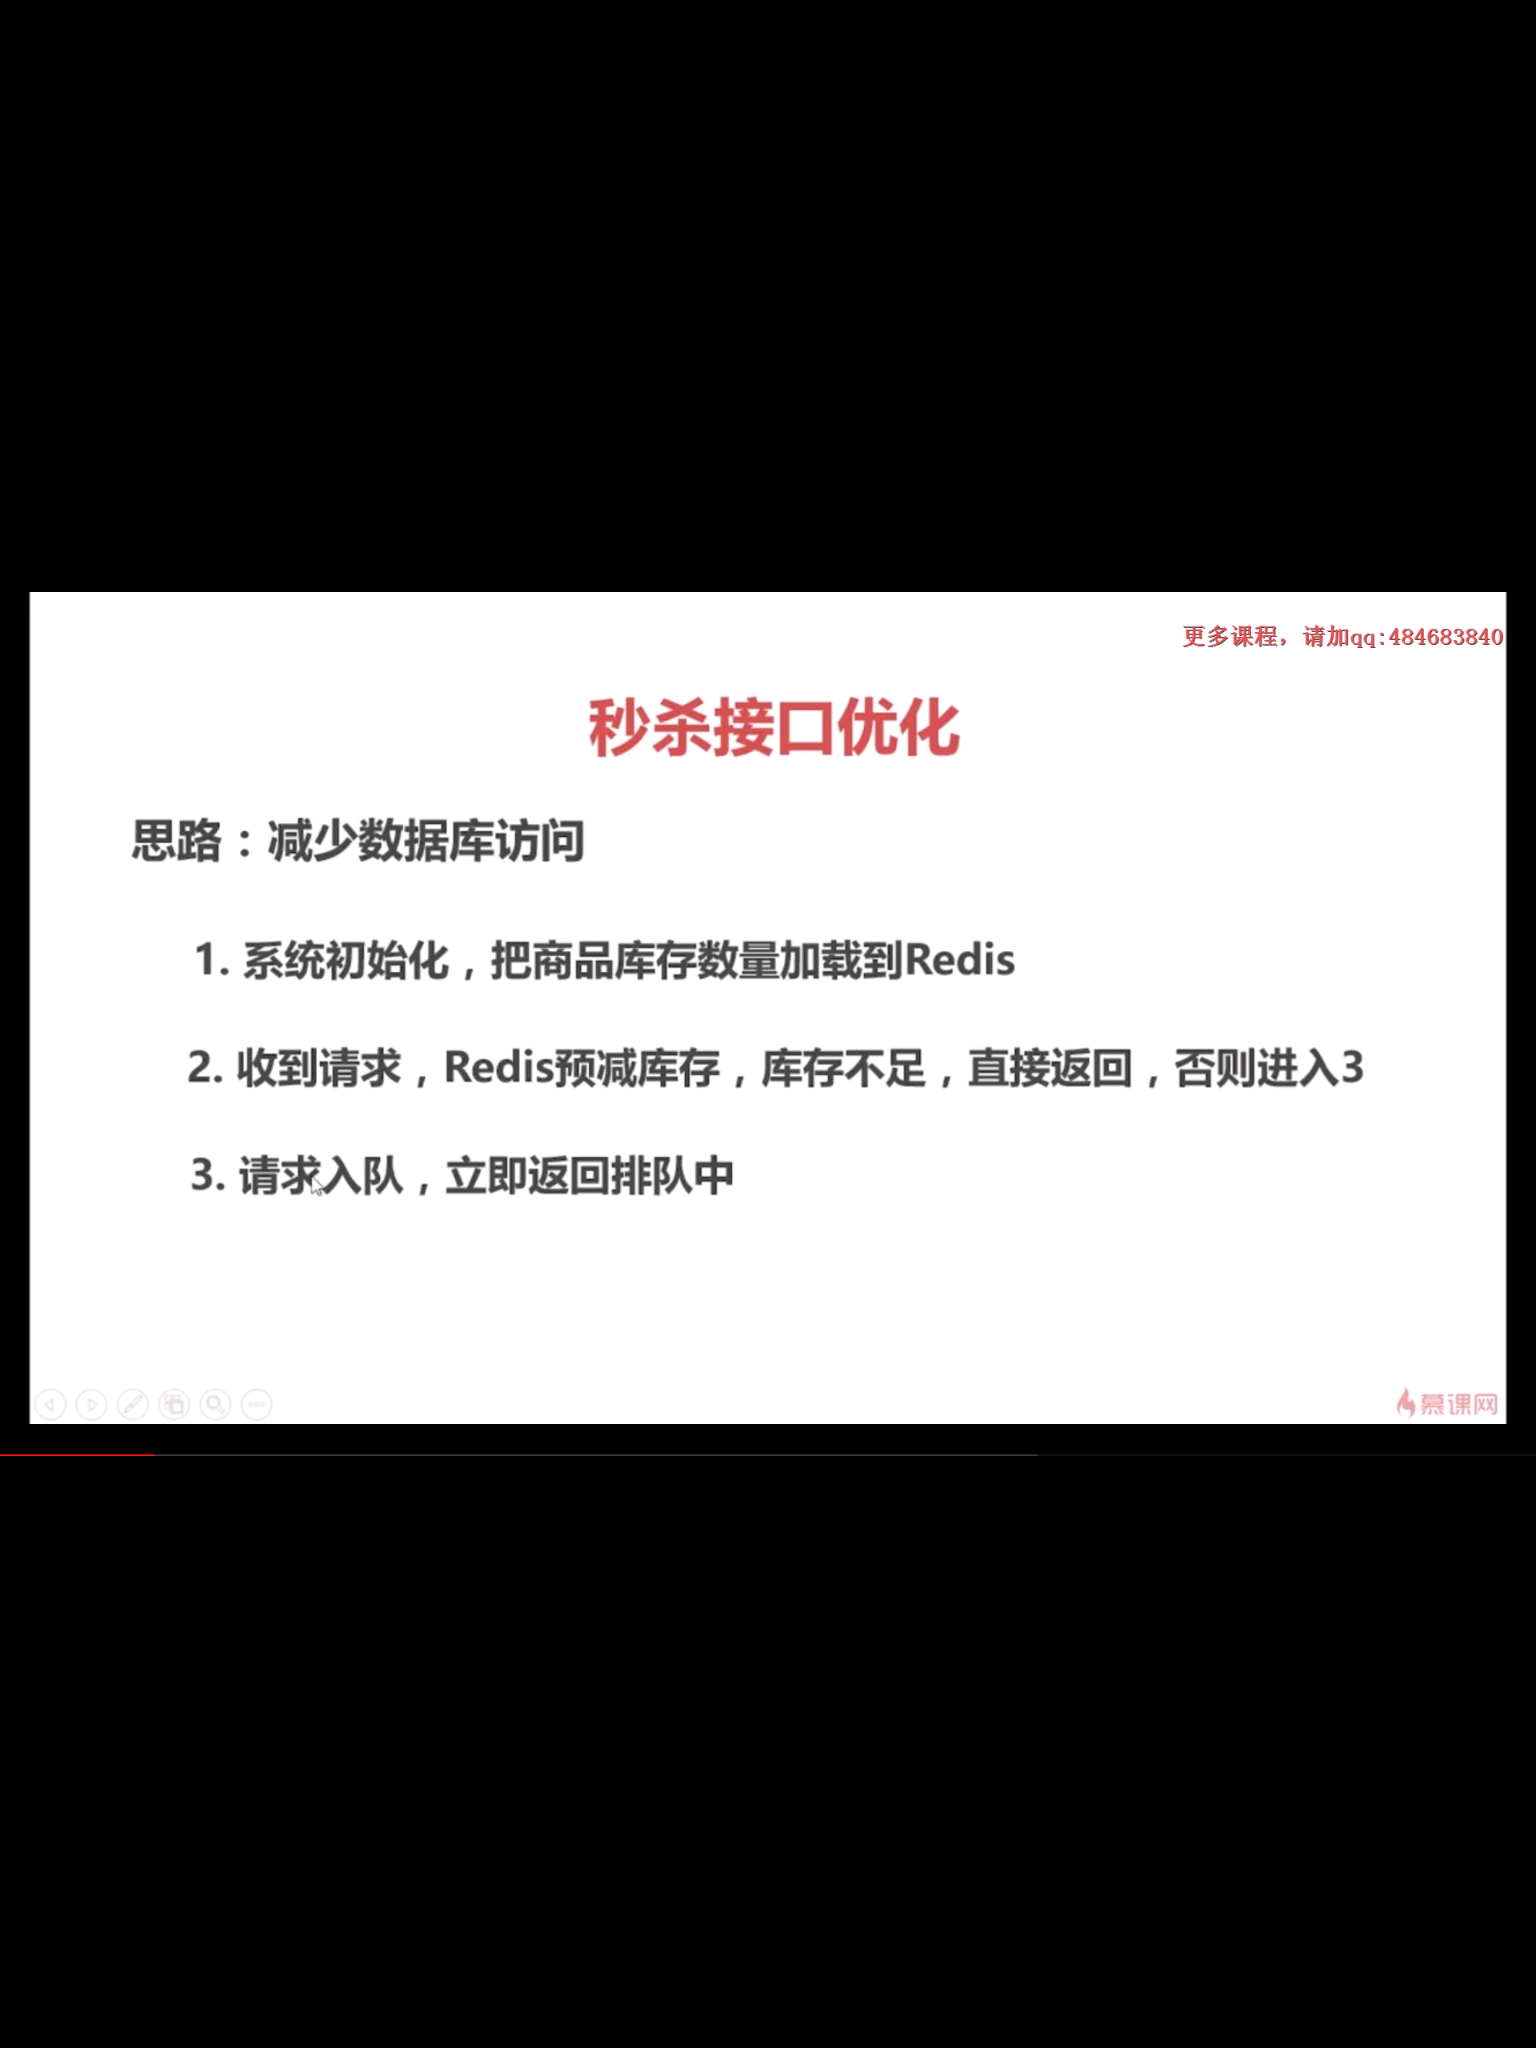 更多课程，请加qq:484683840
秒杀接口优化
思路：减少数据库访问
1. 系统初始化，把商品库存数量加载到Redis
2. 收到请求，Redis预减库存，库存不足，直接返回，否则进入3
3. 请求入队，立即返回排队中
慕课网